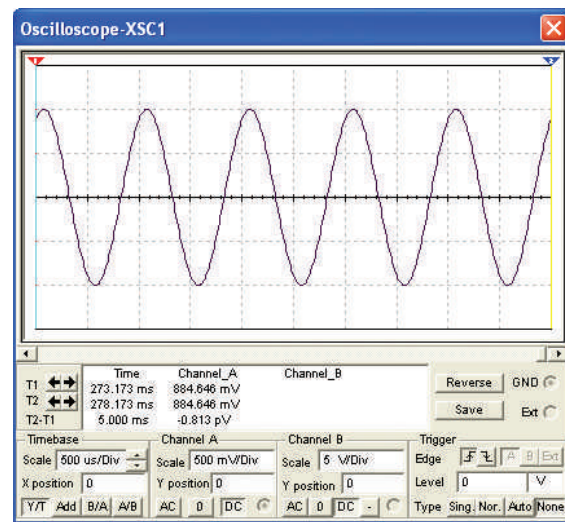 Oscilloscope-XSC1
1
2
Time Channel_A Channel_B
T1 273.173 ms 884.646 mV
T2 278.173 ms 884.646 mV
T2-T1 5.000 ms -0.813 pV
Reverse GND
Save Ext
Timebase
Scale 500 us/Div
X position 0
Y/T Add B/A A/B
Channel A
Scale 500 mV/Div
Y position 0
AC 0 DC
Channel B
Scale 5 V/Div
Y position 0
AC 0 DC -
Trigger
Edge A B Ext
Level 0 V
Type Sing. Nor. Auto None